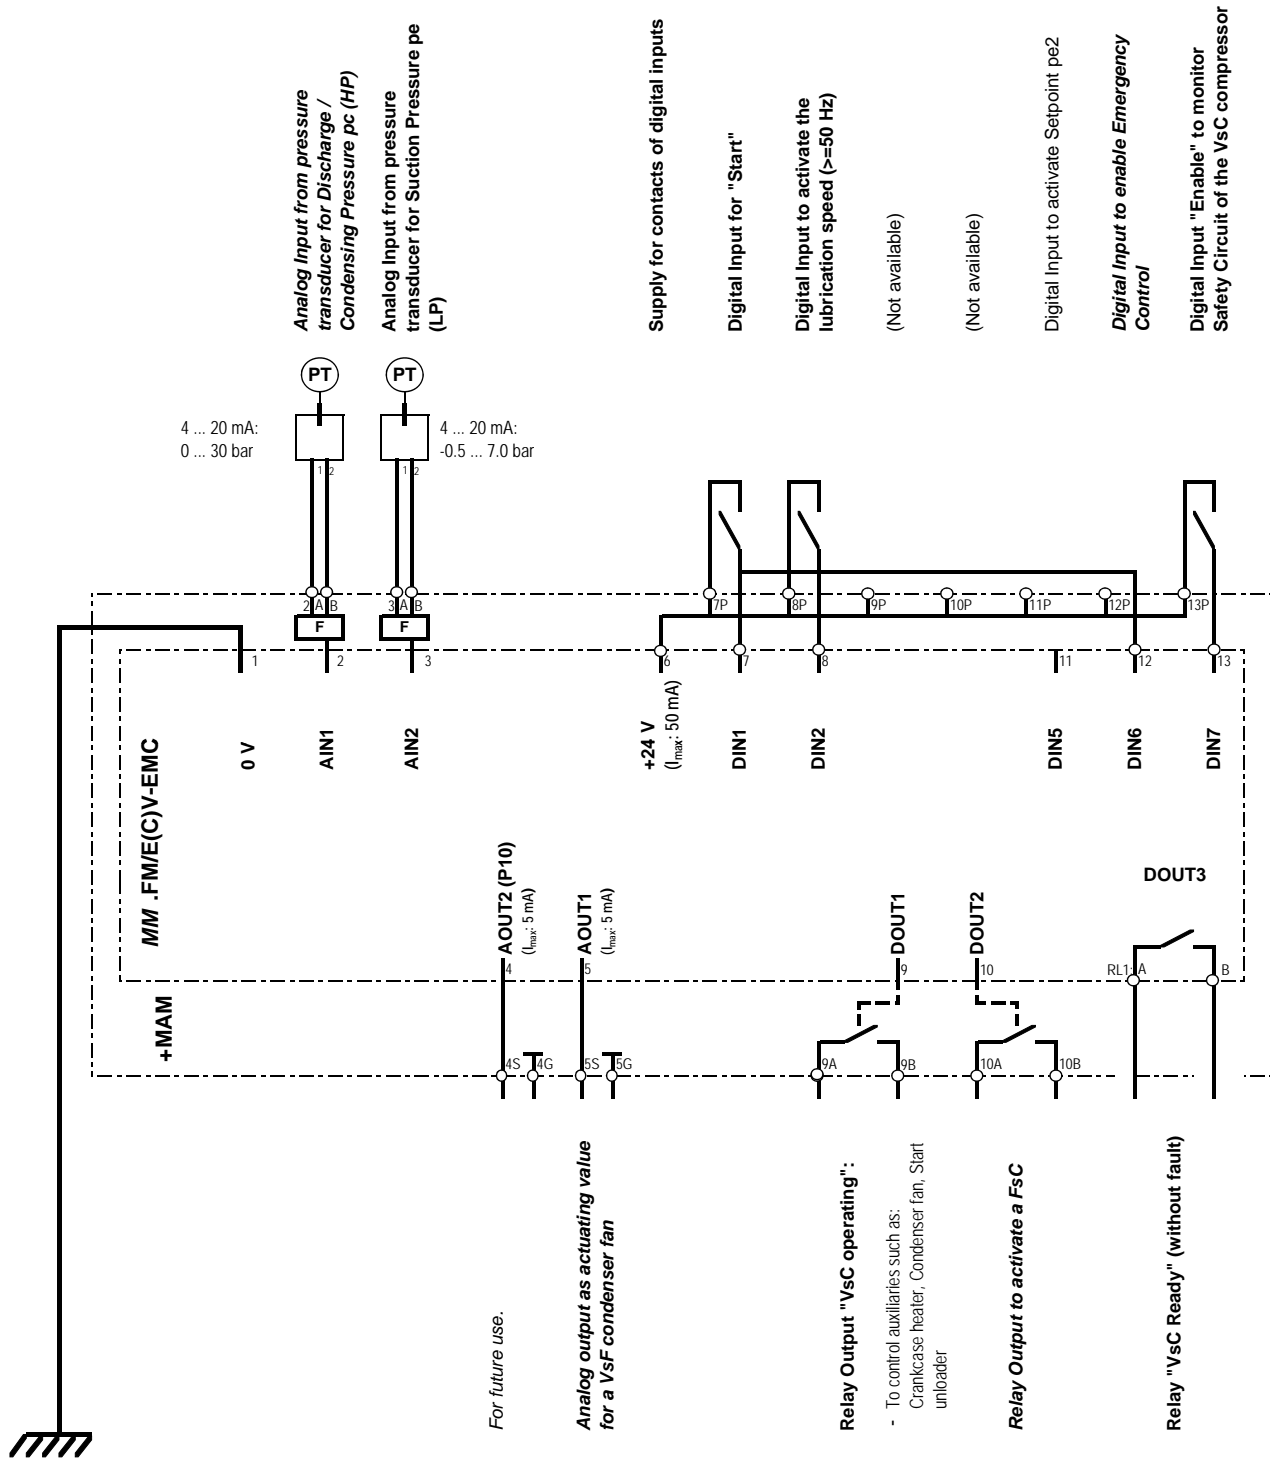 Analog Input from pressure
transducer for Discharge /
Condensing Pressure pc (HP)
Analog Input from pressure
transducer for Suction Pressure pe
(LP)
Supply for contacts of digital inputs
Digital Input for "Start"
Digital Input to activate the
lubrication speed (>=50 Hz)
(Not available)
(Not available)
Digital Input to activate Setpoint pe2
Digital Input to enable Emergency
Control
Digital Input "Enable" to monitor
Safety Circuit of the VsC compressor
PT
PT
4 ... 20 mA:
0 ... 30 bar
4 ... 20 mA:
-0.5 ... 7.0 bar
1 2
1 2
2 A B
3 A B
7P
8P
9P
10P
11P
12P
13P
F
F
1
2
3
6
7
8
11
12
13
MM .FM/E(C)V-EMC
0 V
AIN1
AIN2
+24 V
(Imax: 50 mA)
DIN1
DIN2
DIN5
DIN6
DIN7
AOUT2 (P10)
(Imax: 5 mA)
AOUT1
(Imax: 5 mA)
DOUT1
DOUT2
DOUT3
4
5
9
10
RL1: A
B
+MAM
4S
4G
5S
5G
9A
9B
10A
10B
For future use.
Analog output as actuating value
for a VsF condenser fan
Relay Output "VsC operating":
- To control auxiliaries such as:
Crankcase heater, Condenser fan, Start
unloader
Relay Output to activate a FsC
Relay "VsC Ready" (without fault)